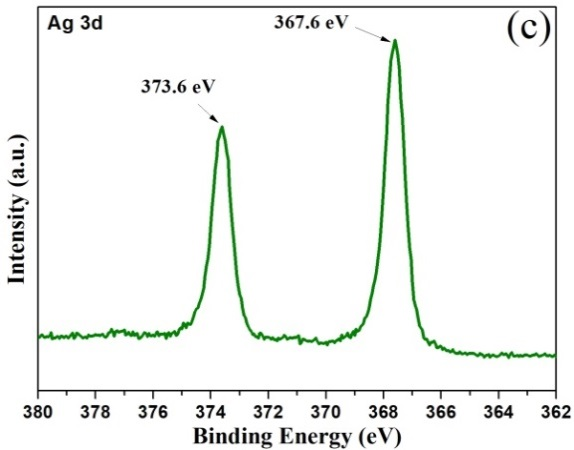 Ag 3d
367.6 eV
(c)
373.6 eV
Intensity (a.u.)
380 378 376 374 372 370 368 366 364 362
Binding Energy (eV)